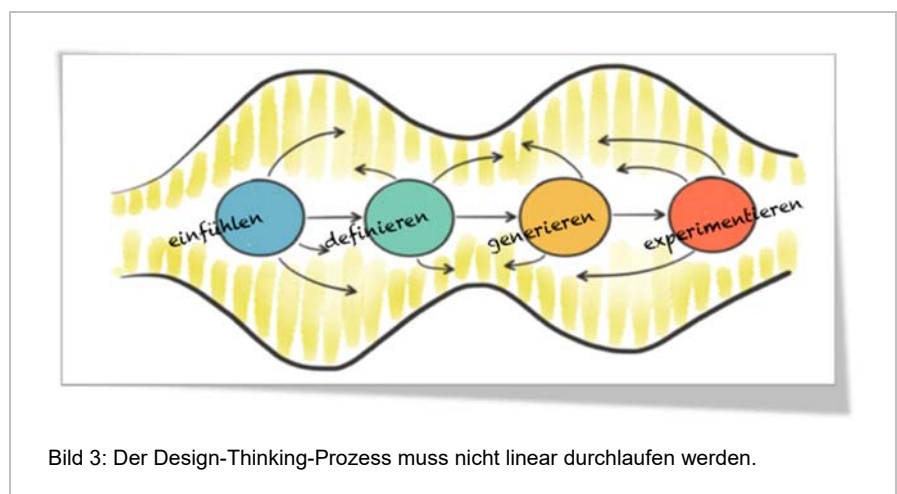 einfühlen
definieren
generieren
experimentieren
Bild 3: Der Design-Thinking-Prozess muss nicht linear durchlaufen werden.